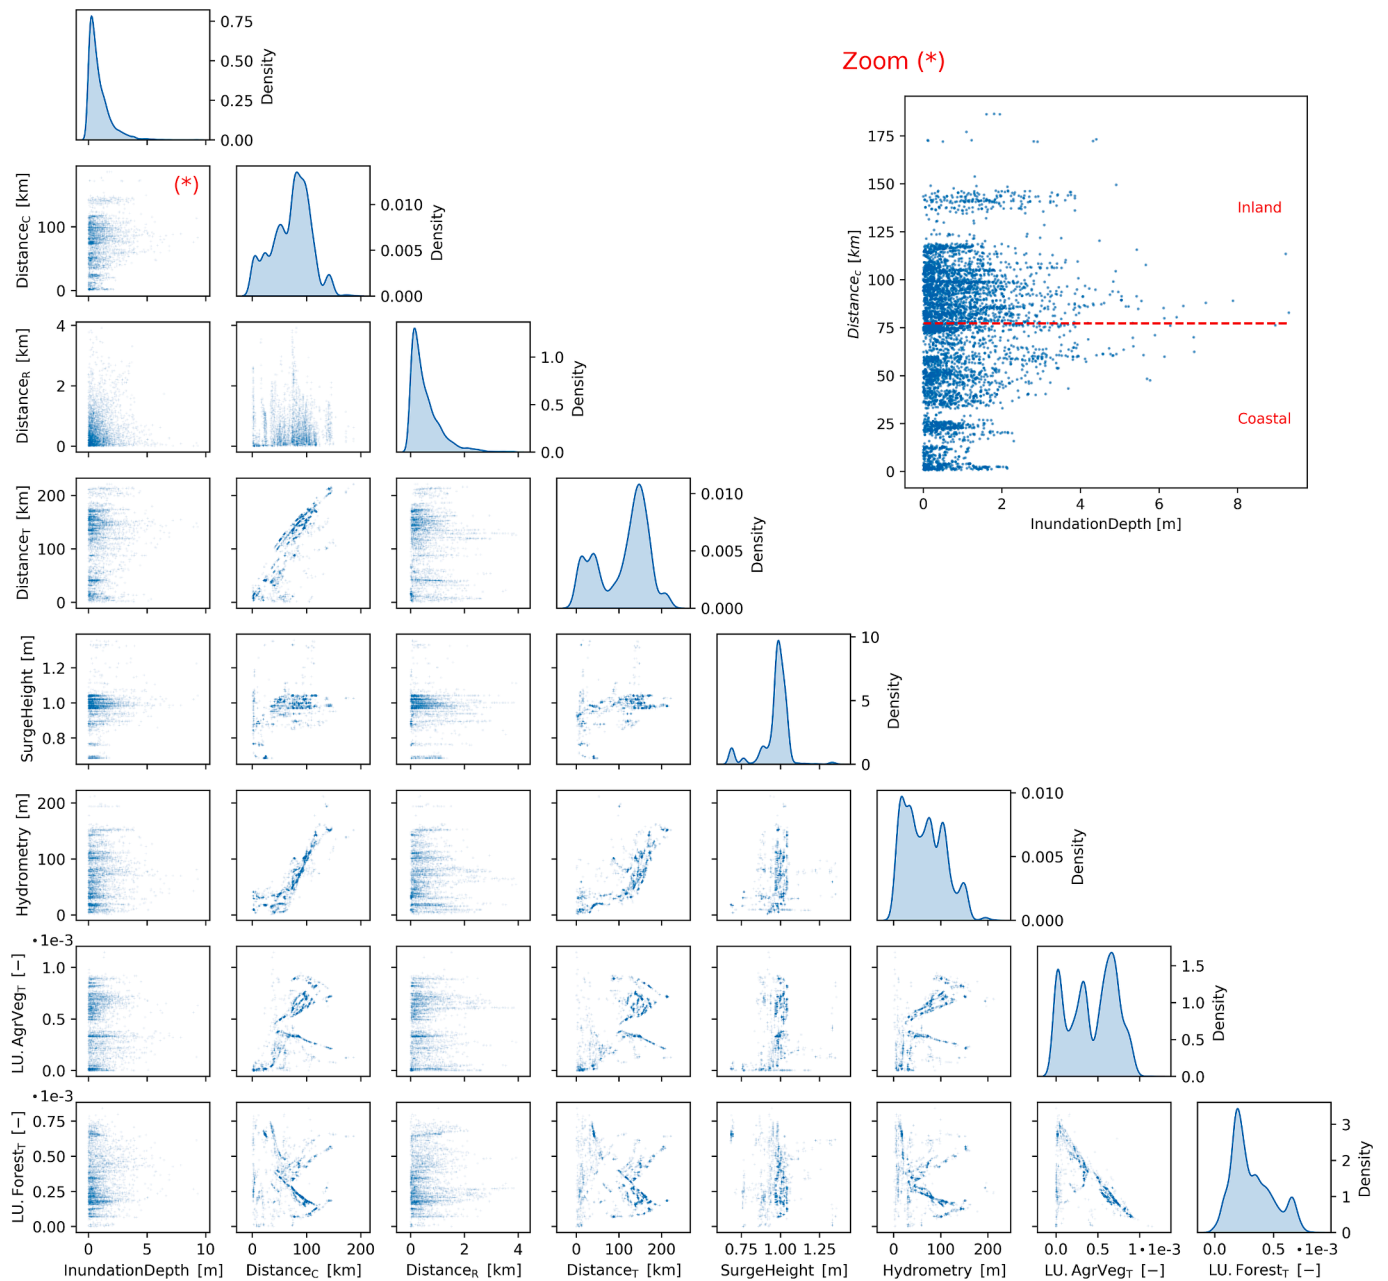 0.75
0.50
0.25
0.00
Density
Zoom (*)
175
150
125
100
75
50
25
0
Distance_c [km]
Inland
Coastal
0 2 4 6 8
InundationDepth [m]
(*)
100
0
Distance_C [km]
0.010
0.005
0.000
Density
4
2
0
Distance_R [km]
1.0
0.5
0.0
Density
200
100
0
Distance_T [km]
0.010
0.005
0.000
Density
1.2
1.0
0.8
SurgeHeight [m]
10
5
0
Density
200
100
0
Hydrometry [m]
0.010
0.005
0.000
Density
•1e-3
1.0
0.5
0.0
LU. AgrVeg_T [−]
1.5
1.0
0.5
0.0
Density
•1e-3
0.75
0.50
0.25
0.00
LU. Forest_T [−]
3
2
1
0
Density
0 5 10
InundationDepth [m]
0 100 200
Distance_C [km]
0 2 4
Distance_R [km]
0 100 200
Distance_T [km]
0.75 1.00 1.25
SurgeHeight [m]
0 100 200
Hydrometry [m]
0.0 0.5 1•1e-3
LU. AgrVeg_T [−]
0.0 0.5 •1e-3
LU. Forest_T [−]